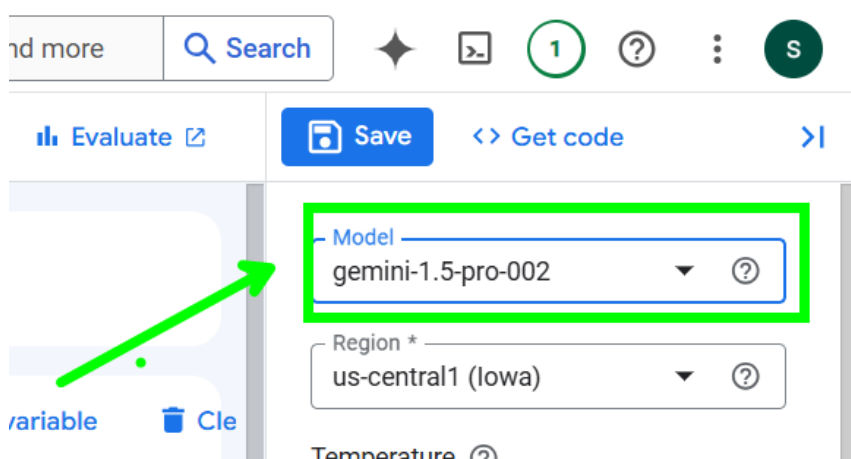 nd more
Search
1
S
Evaluate
Save
Get code
Model
gemini-1.5-pro-002
Region *
us-central1 (Iowa)
variable
Cle
Temperature